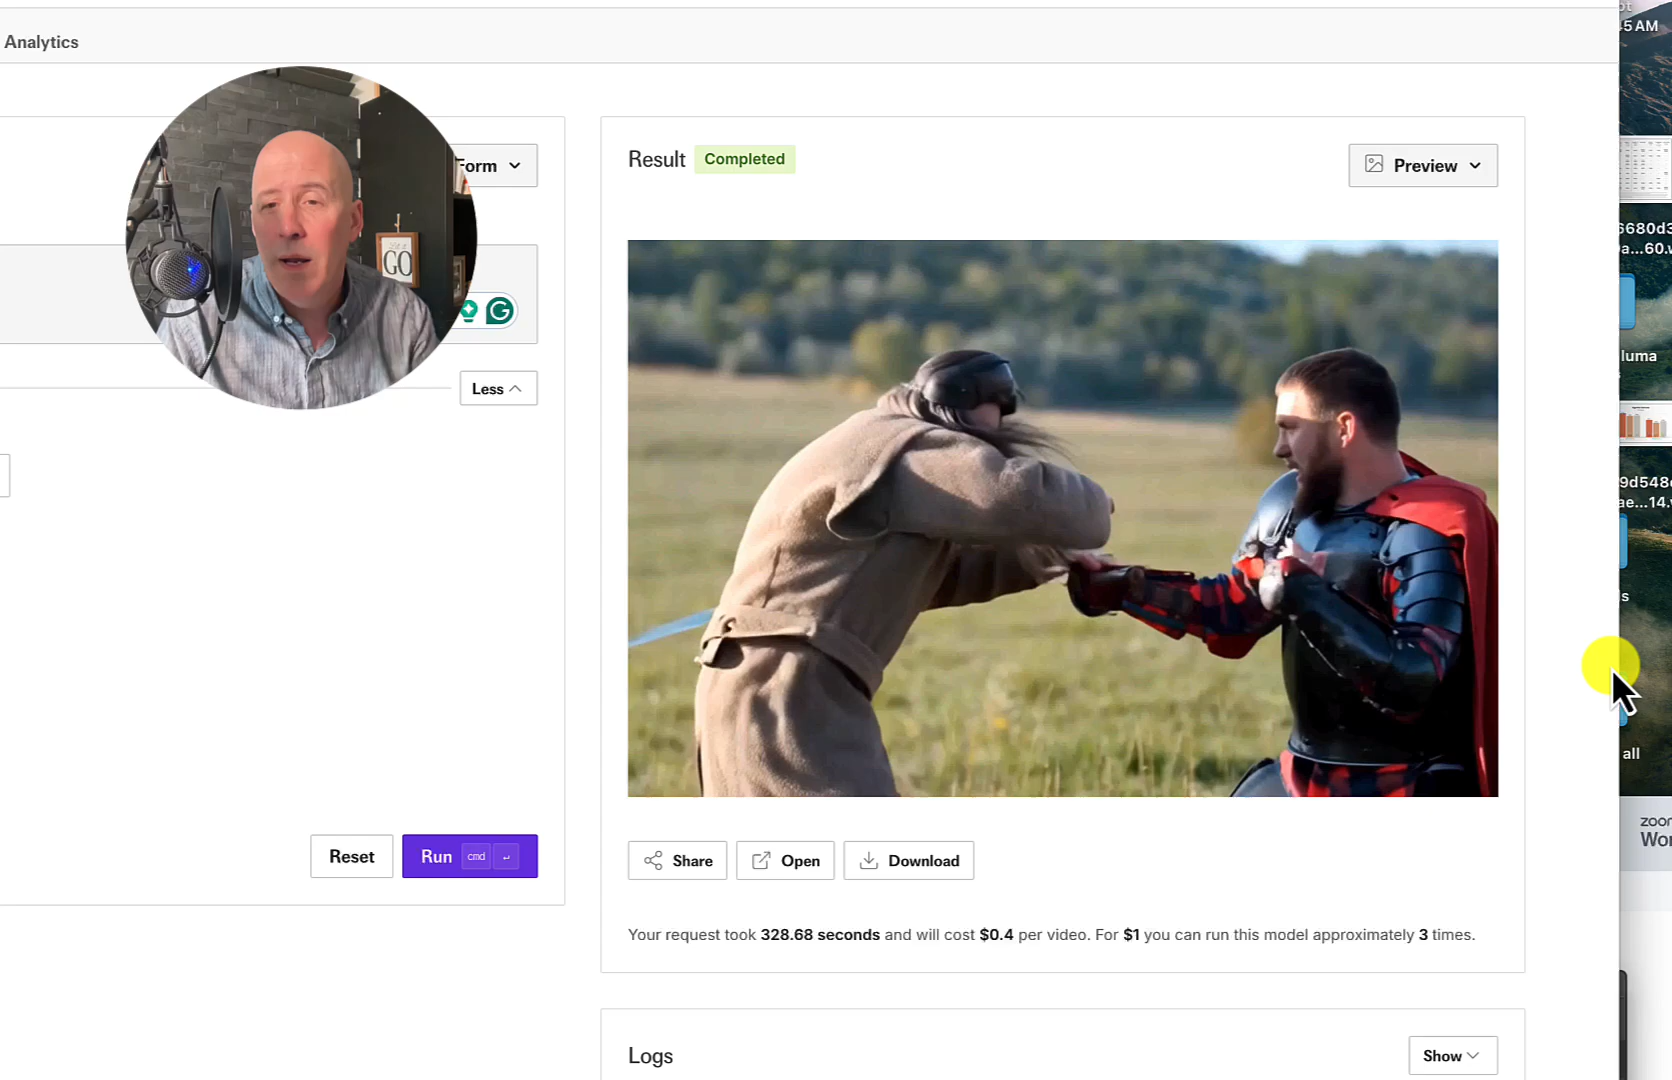 Analytics
Form
GO
Less
Reset
Run cmd
Result Completed
Preview
Share
Open
Download
Your request took 328.68 seconds and will cost $0.4 per video. For $1 you can run this model approximately 3 times.
Logs
Show
5 AM
6680d3
a...60.w
luma
9d548
ae...14.
s
all
zoor
Wor